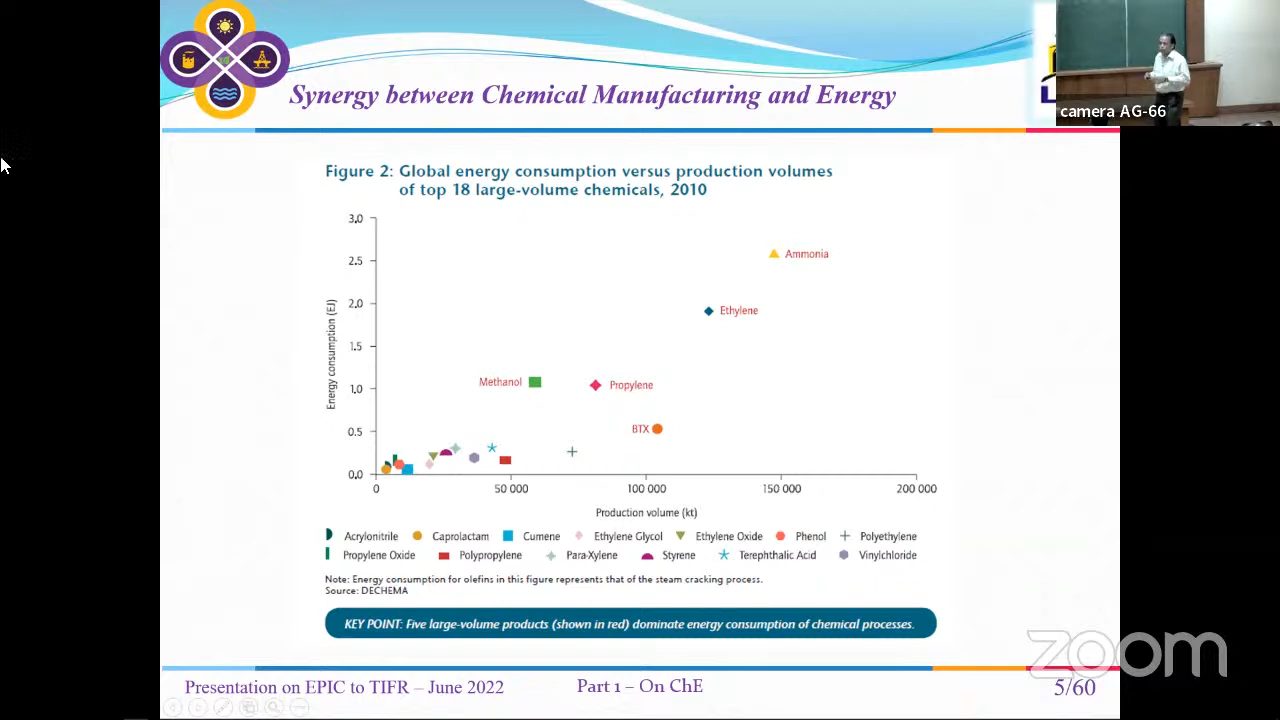 camera AG-66
Synergy between Chemical Manufacturing and Energy
Figure 2: Global energy consumption versus production volumes
of top 18 large-volume chemicals, 2010
3.0
2.5
2.0
1.5
1.0
0.5
0.0
Energy consumption (EJ)
Ammonia
Ethylene
Methanol
Propylene
BTX
0
50 000
100 000
150 000
200 000
Production volume (kt)
Acrylonitrile Caprolactam Cumene Ethylene Glycol Ethylene Oxide Phenol Polyethylene
Propylene Oxide Polypropylene Para-Xylene Styrene Terephthalic Acid Vinylchloride
Note: Energy consumption for olefins in this figure represents that of the steam cracking process.
Source: DECHEMA
KEY POINT: Five large-volume products (shown in red) dominate energy consumption of chemical processes.
zoom
Presentation on EPIC to TIFR – June 2022 Part 1 – On ChE 5/60